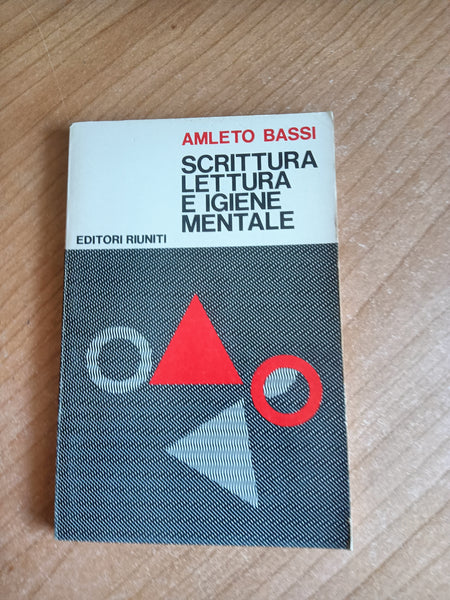 AMLETO BASSI
SCRITTURA
LETTURA
E IGIENE
MENTALE
EDITORI RIUNITI